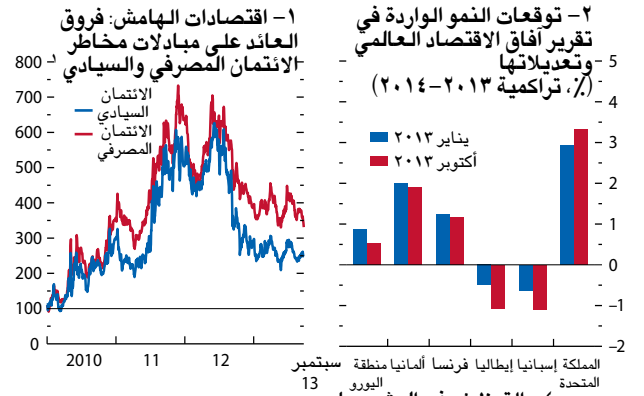 ١– اقتصادات الهامش: فروق
العائد على مبادلات مخاطر
الائتمان المصرفي والسيادي ١
800
700
600
500
400
300
200
100
0
الائتمان
السيادي
الائتمان
المصرفي
2010
11
12
سبتمبر
13
٢– توقعات النمو الواردة في
تقرير آفاق الاقتصاد العالمي
وتعديلاتها
(٪، تراكمية ٢٠١٣–٢٠١٤)
5
4
3
2
1
0
–1
–2
يناير ٢٠١٣
أكتوبر ٢٠١٣
منطقة
اليورو
ألمانيا
فرنسا
إيطاليا
إسبانيا
المملكة
المتحدة